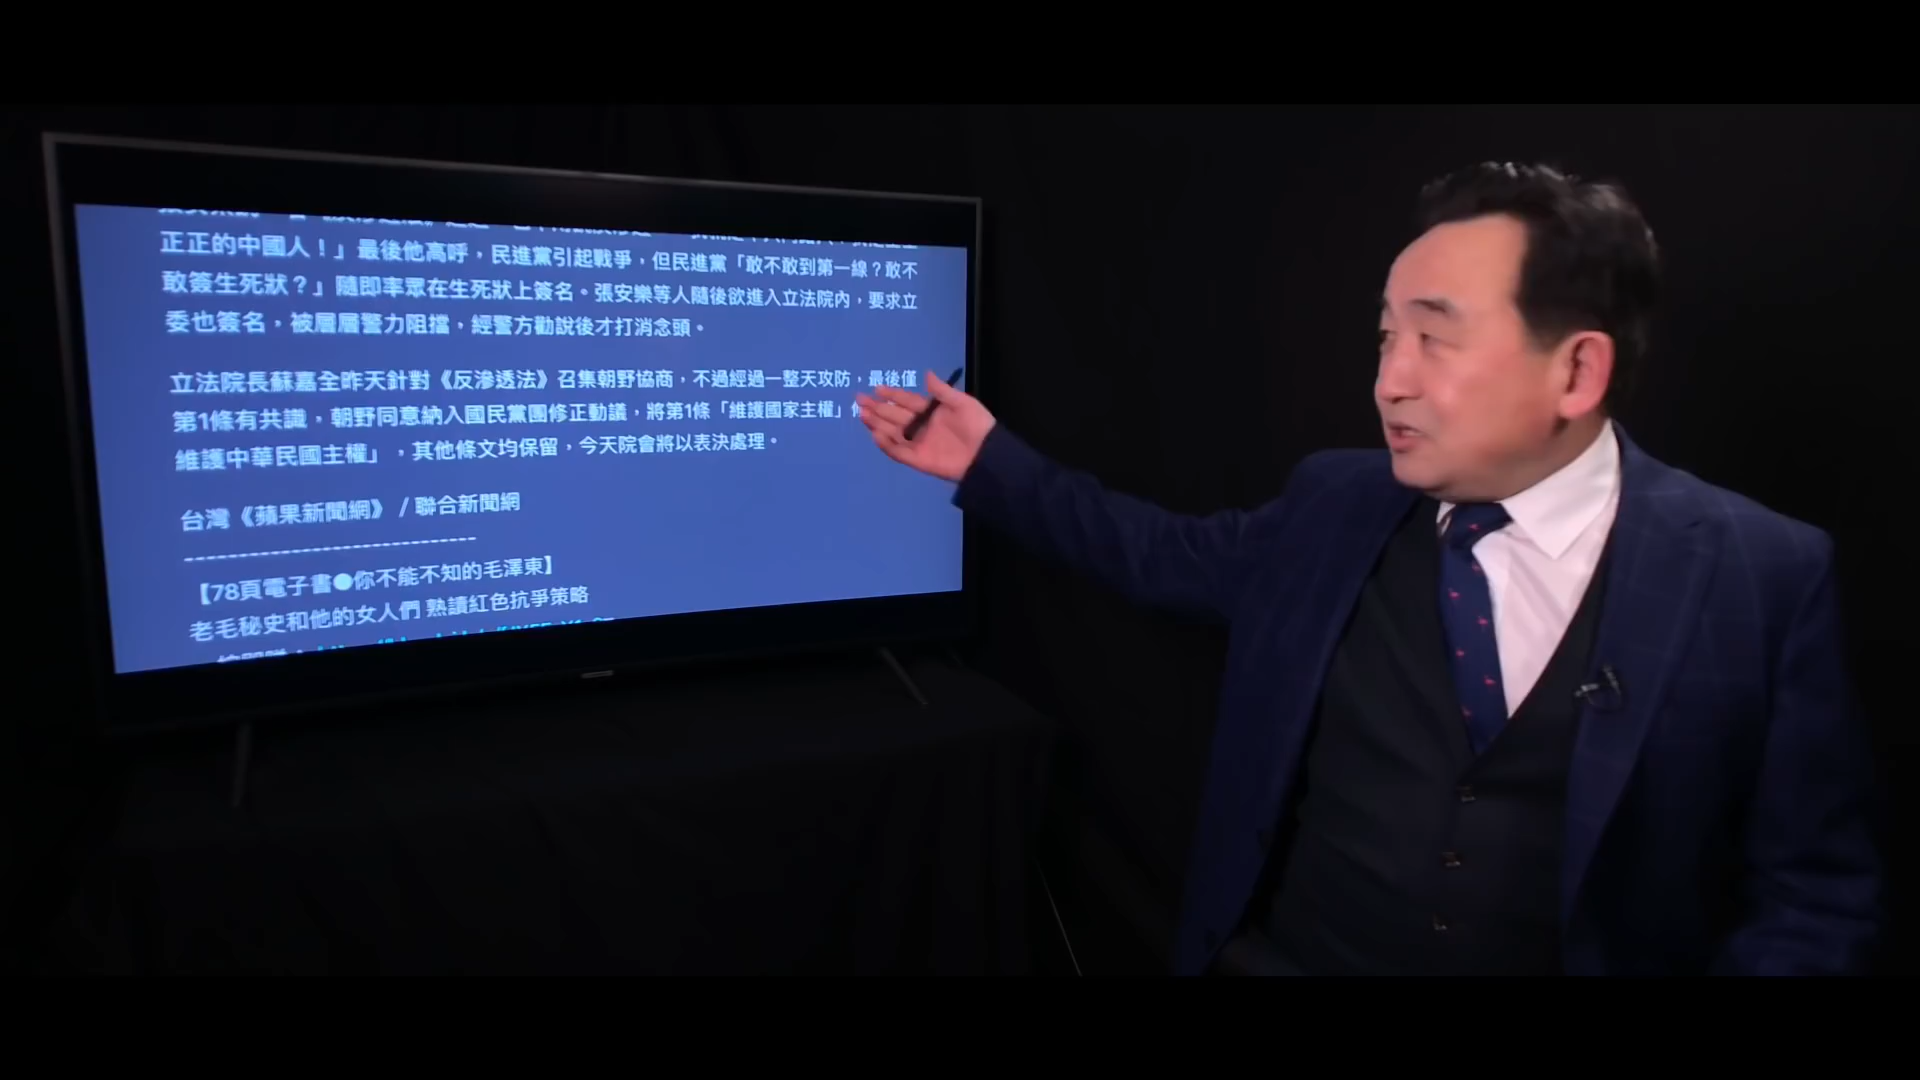 正正的中國人！」最後他高呼，民進黨引起戰爭，但民進黨「敢不敢到第一線？敢不
敢簽生死狀？」隨即率眾在生死狀上簽名。張安樂等人隨後欲進入立法院內，要求立
委也簽名，被層層警力阻擋，經警方勸說後才打消念頭。
立法院長蘇嘉全昨天針對《反滲透法》召集朝野協商，不過經過一整天攻防，最後僅
第1條有共識，朝野同意納入國民黨團修正動議，將第1條「維護國家主權」
維護中華民國主權」，其他條文均保留，今天院會將以表決處理。
台灣《蘋果新聞網》 / 聯合新聞網
----------------------------
【78頁電子書●你不能不知的毛澤東】
老毛秘史和他的女人們 熟讀紅色抗爭策略